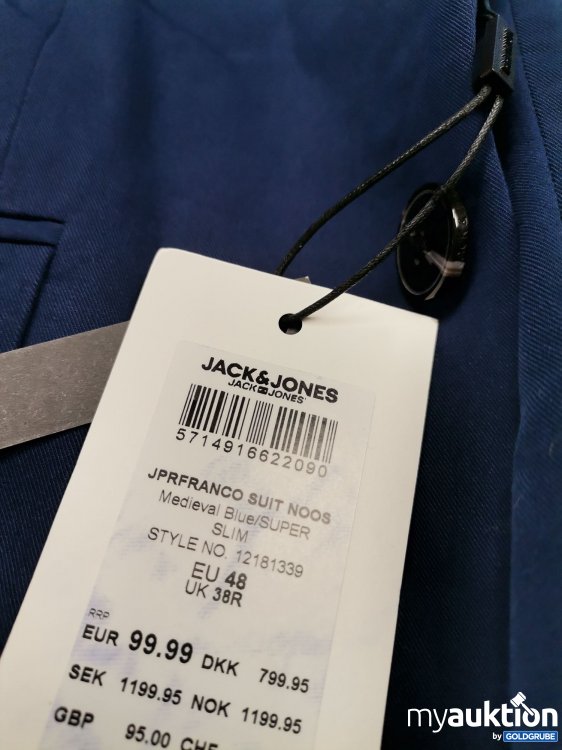 JACK&JONES
JACK JONES
5714916622090
JPRFRANCO SUIT NOOS
Medieval Blue/SUPER
SLIM
STYLE NO. 12181339
EU 48
UK 38R
RRP
EUR 99.99 DKK 799.95
SEK 1199.95 NOK 1199.95
GBP 95.00 CHF
myauktion
by GOLDGRUBE